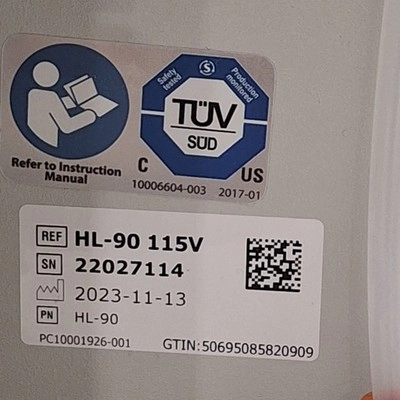 Safety tested
Production monitored
TÜV
SÜD
C US
Refer to Instruction
Manual
10006604-003 2017-01
REF HL-90 115V
SN 22027114
2023-11-13
PN HL-90
PC10001926-001 GTIN:50695085820909